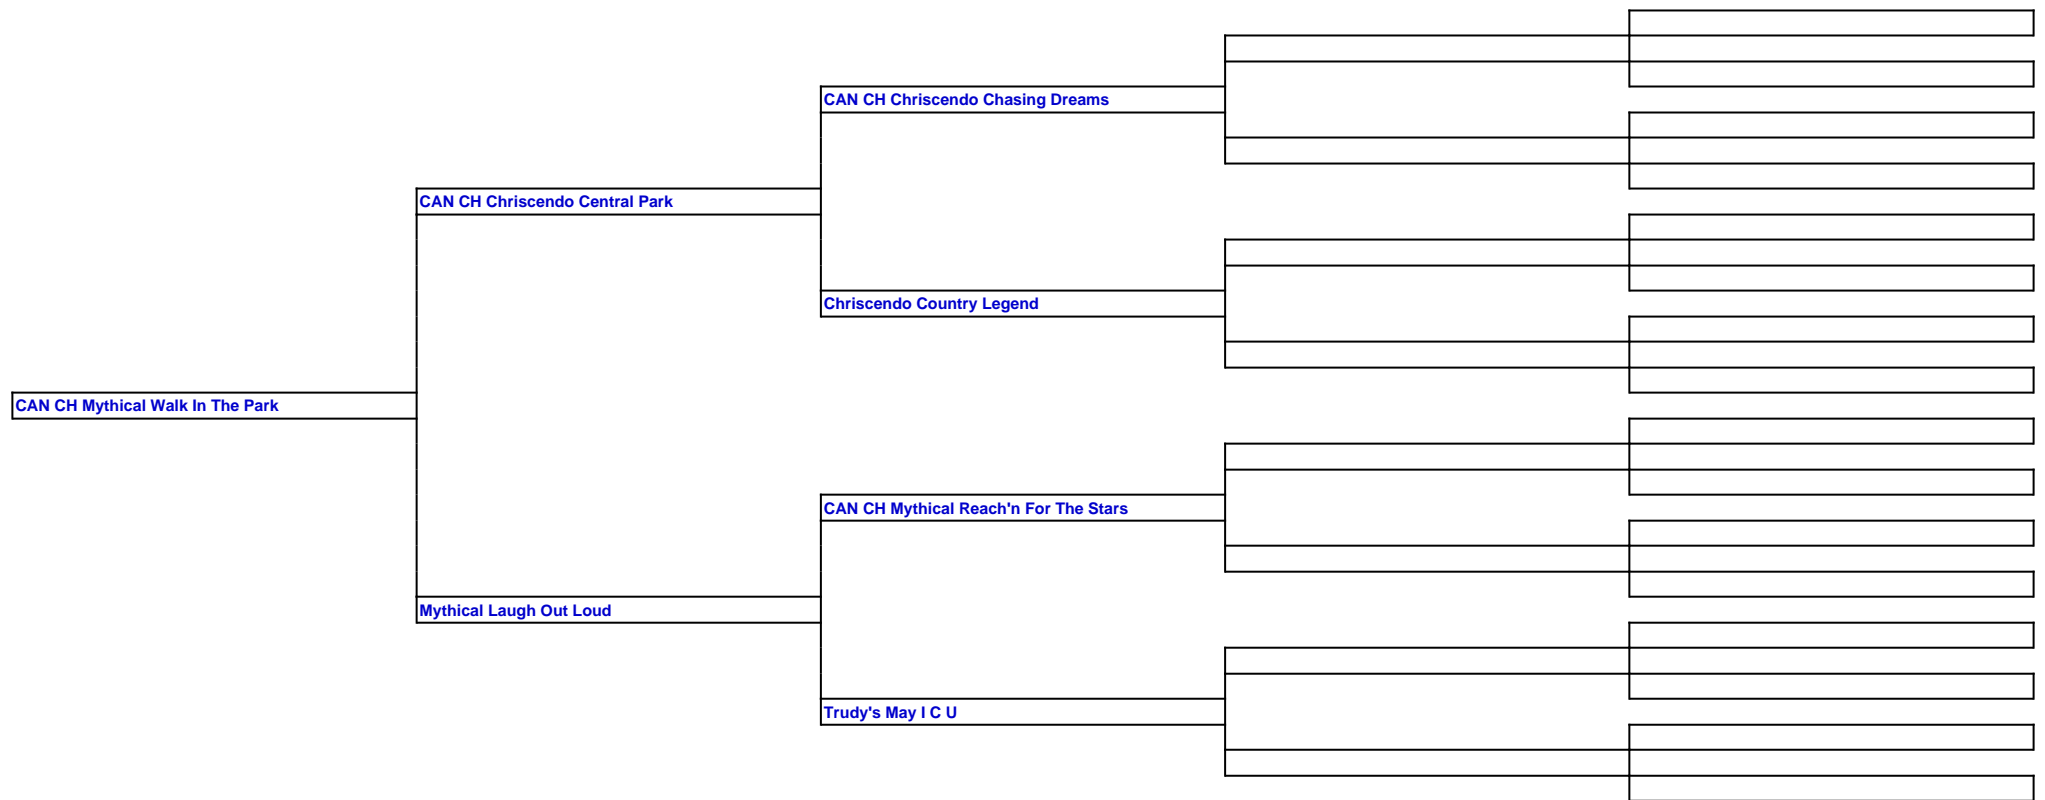 CAN CH Chriscendo Chasing Dreams
CAN CH Chriscendo Central Park
Chriscendo Country Legend
CAN CH Mythical Walk In The Park
CAN CH Mythical Reach'n For The Stars
Mythical Laugh Out Loud
Trudy's May I C U